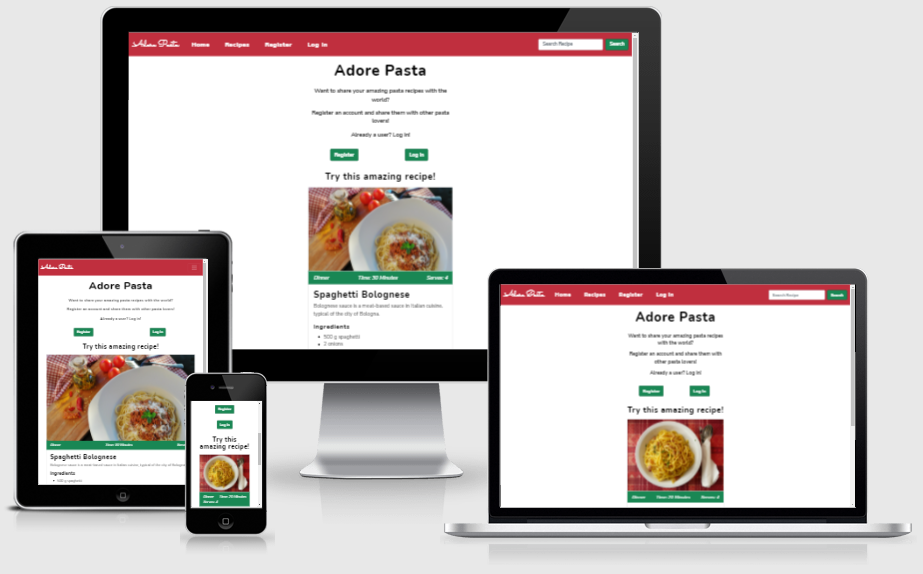 Adore Pasta Home Recipes Register Log In Search Recipe Search
Adore Pasta
Want to share your amazing pasta recipes with the
world?
Register an account and share them with other pasta
lovers!
Already a user? Log in!
Register Log In
Try this amazing recipe!
Dinner Time: 50 Minutes Serves: 4
Spaghetti Bolognese
Bolognese sauce is a meat-based sauce in Italian cuisine,
typical of the city of Bologna.
Ingredients
500 g spaghetti
3 onions
Adore Pasta
Adore Pasta
Want to share your amazing pasta recipes with the world?
Register an account and share them with other pasta lovers!
Already a user? Log in!
Register Log In
Try this amazing recipe!
Dinner Time: 50 Minutes Serves:
Spaghetti Bolognese
Bolognese sauce is a meat-based sauce in Italian cuisine, typical of the city of Bologna.
Ingredients
500 g spaghetti
Register
Log In
Try this
amazing recipe!
Dinner Time: 20 Minutes
Serves: 4
Adore Pasta Home Recipes Register Log In Search Recipe Search
Adore Pasta
Want to share your amazing pasta recipes
with the world?
Register an account and share them with
other pasta lovers!
Already a user? Log in!
Register Log In
Try this amazing recipe!
Dinner Time: 20 Minutes Serves: 4